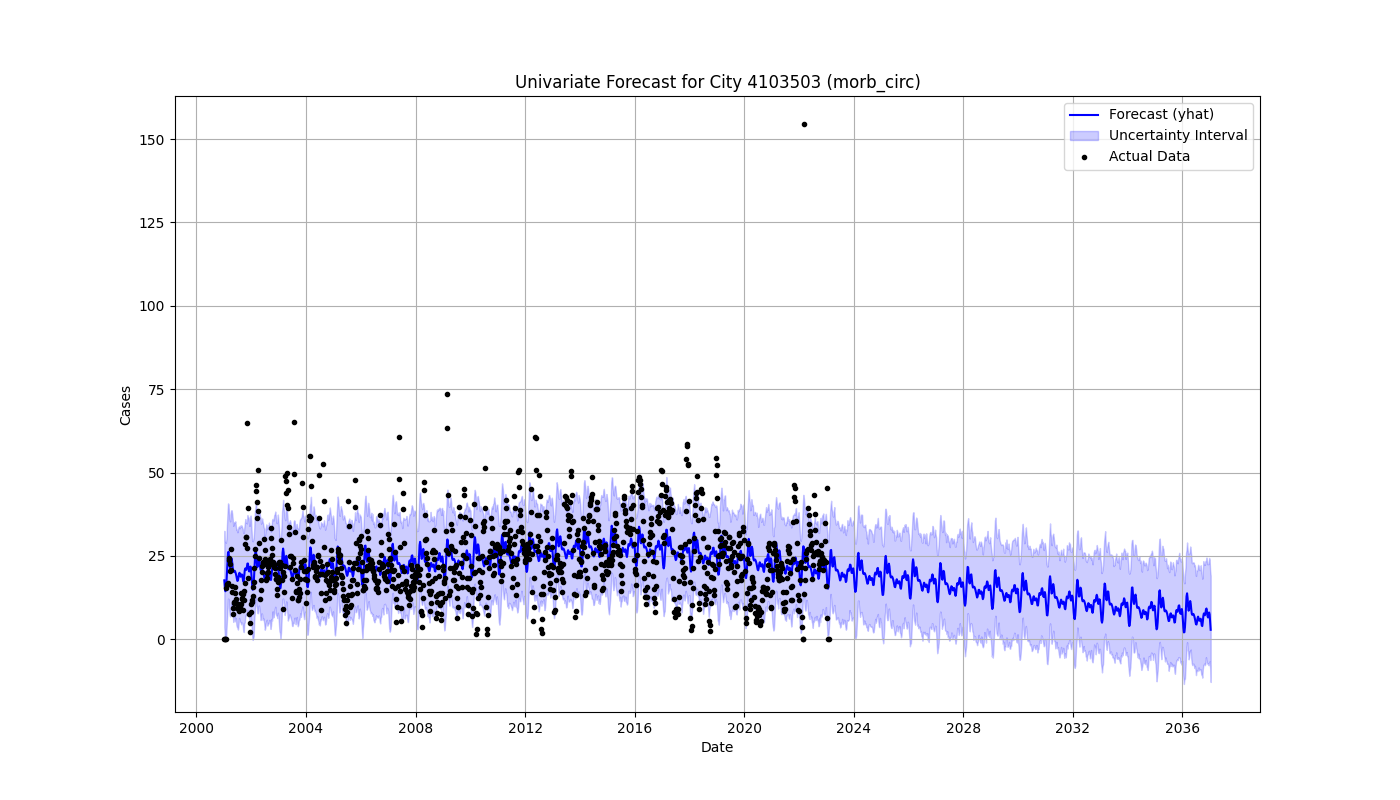 Univariate Forecast for City 4103503 (morb_circ)
Forecast (yhat)
Uncertainty Interval
Actual Data
Cases
150
125
100
75
50
25
0
2000 2004 2008 2012 2016 2020 2024 2028 2032 2036
Date